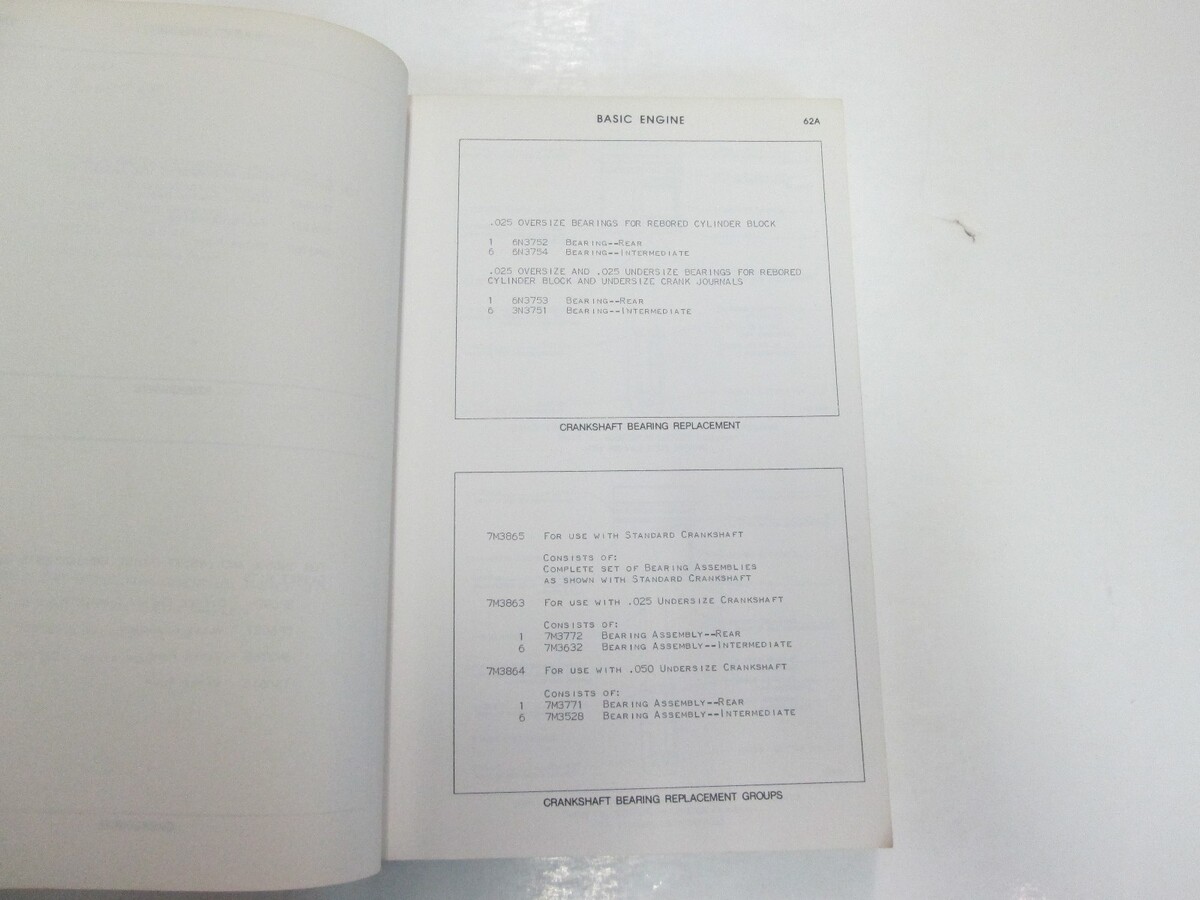 BASIC ENGINE
62A
.025 OVERSIZE BEARINGS FOR REBORED CYLINDER BLOCK
1 6N3752 BEARING--REAR
6 6N3754 BEARING--INTERMEDIATE
.025 OVERSIZE AND .025 UNDERSIZE BEARINGS FOR REBORED
CYLINDER BLOCK AND UNDERSIZE CRANK JOURNALS
1 6N3753 BEARING--REAR
6 3N3751 BEARING--INTERMEDIATE
CRANKSHAFT BEARING REPLACEMENT
7M3865 FOR USE WITH STANDARD CRANKSHAFT
CONSISTS OF:
COMPLETE SET OF BEARING ASSEMBLIES
AS SHOWN WITH STANDARD CRANKSHAFT
7M3863 FOR USE WITH .025 UNDERSIZE CRANKSHAFT
CONSISTS OF:
1 7M3772 BEARING ASSEMBLY--REAR
6 7M3632 BEARING ASSEMBLY--INTERMEDIATE
7M3864 FOR USE WITH .050 UNDERSIZE CRANKSHAFT
CONSISTS OF:
1 7M3771 BEARING ASSEMBLY--REAR
6 7M3528 BEARING ASSEMBLY--INTERMEDIATE
CRANKSHAFT BEARING REPLACEMENT GROUPS